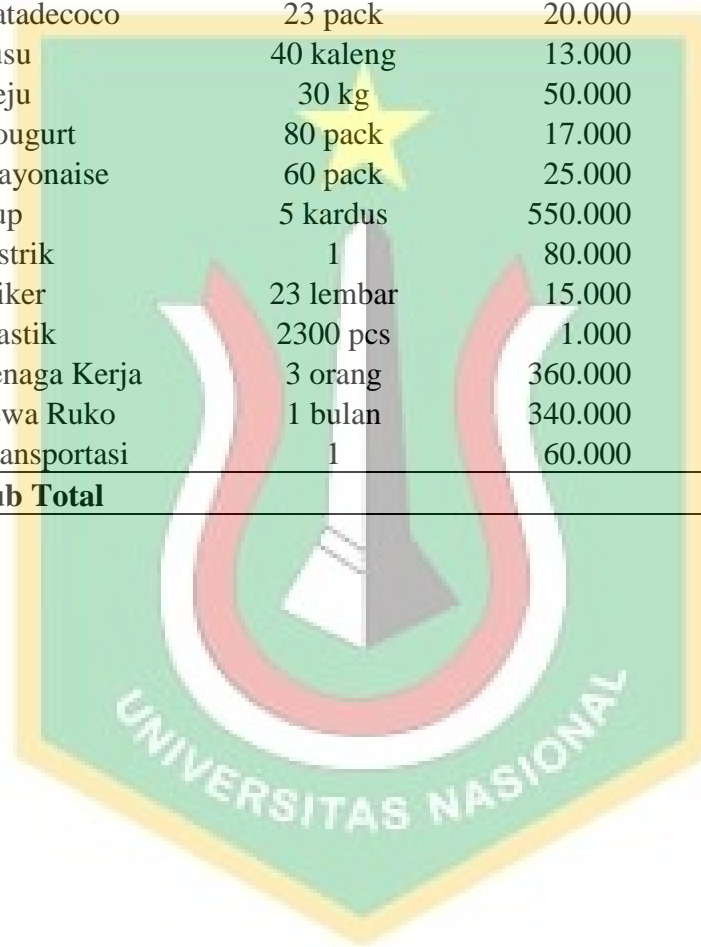 atadecoco 23 pack 20.000
usu 40 kaleng 13.000
eju 30 kg 50.000
ougurt 80 pack 17.000
ayonaise 60 pack 25.000
up 5 kardus 550.000
strik 1 80.000
iker 23 lembar 15.000
astik 2300 pcs 1.000
enaga Kerja 3 orang 360.000
wa Ruko 1 bulan 340.000
ansportasi 1 60.000
ub Total
UNIVERSITAS NASIONAL